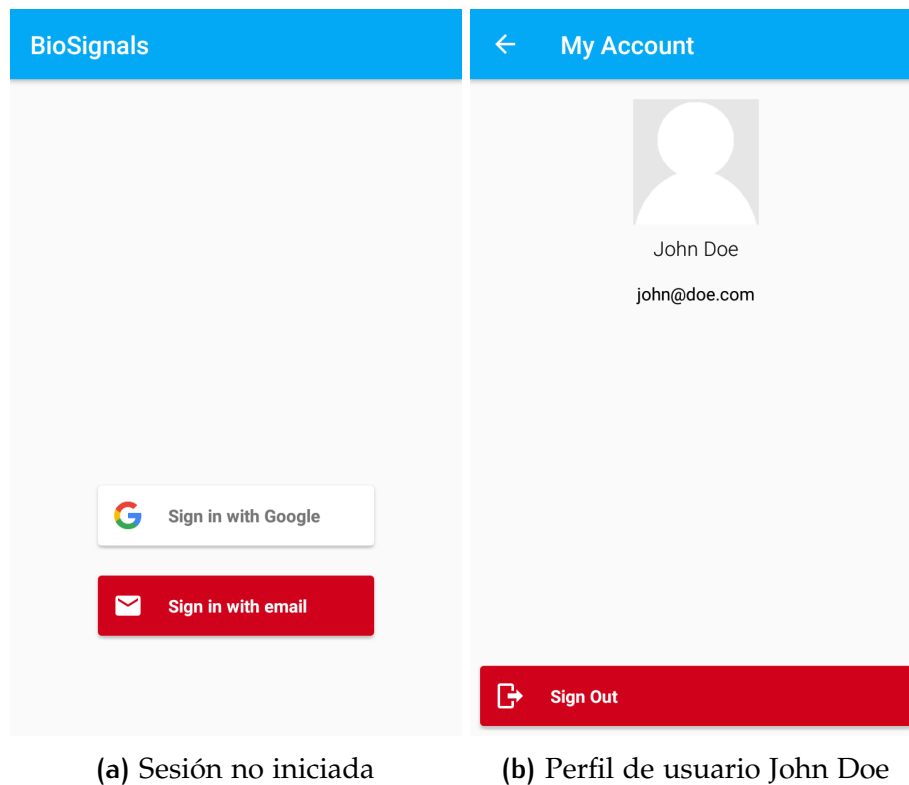 BioSignals
Sign in with Google
Sign in with email
(a) Sesión no iniciada
My Account
John Doe
john@doe.com
Sign Out
(b) Perfil de usuario John Doe